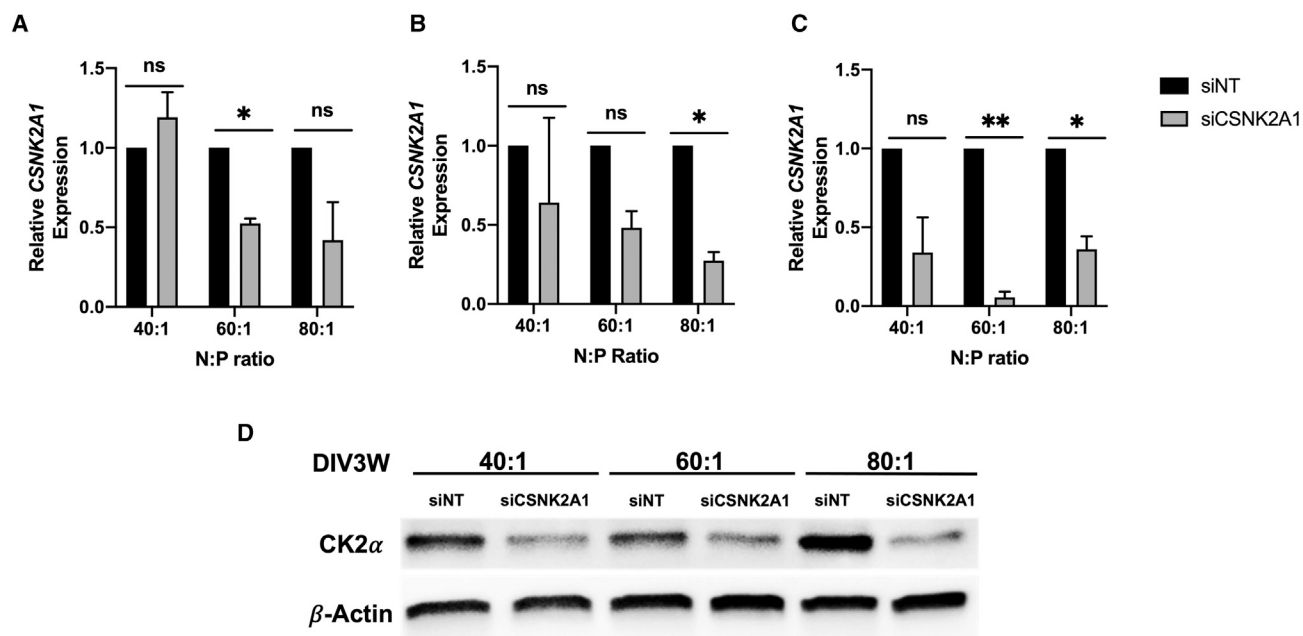 A
Relative CSNK2A1
Expression
1.5
1.0
0.5
0.0
ns
*
ns
40:1
60:1
80:1
N:P ratio
B
Relative CSNK2A1
Expression
1.5
1.0
0.5
0.0
ns
ns
*
40:1
60:1
80:1
N:P Ratio
C
Relative CSNK2A1
Expression
1.5
1.0
0.5
0.0
ns
**
*
40:1
60:1
80:1
N:P ratio
siNT
siCSNK2A1
D
DIV3W
40:1
60:1
80:1
siNT
siCSNK2A1
siNT
siCSNK2A1
siNT
siCSNK2A1
CK2α
β-Actin